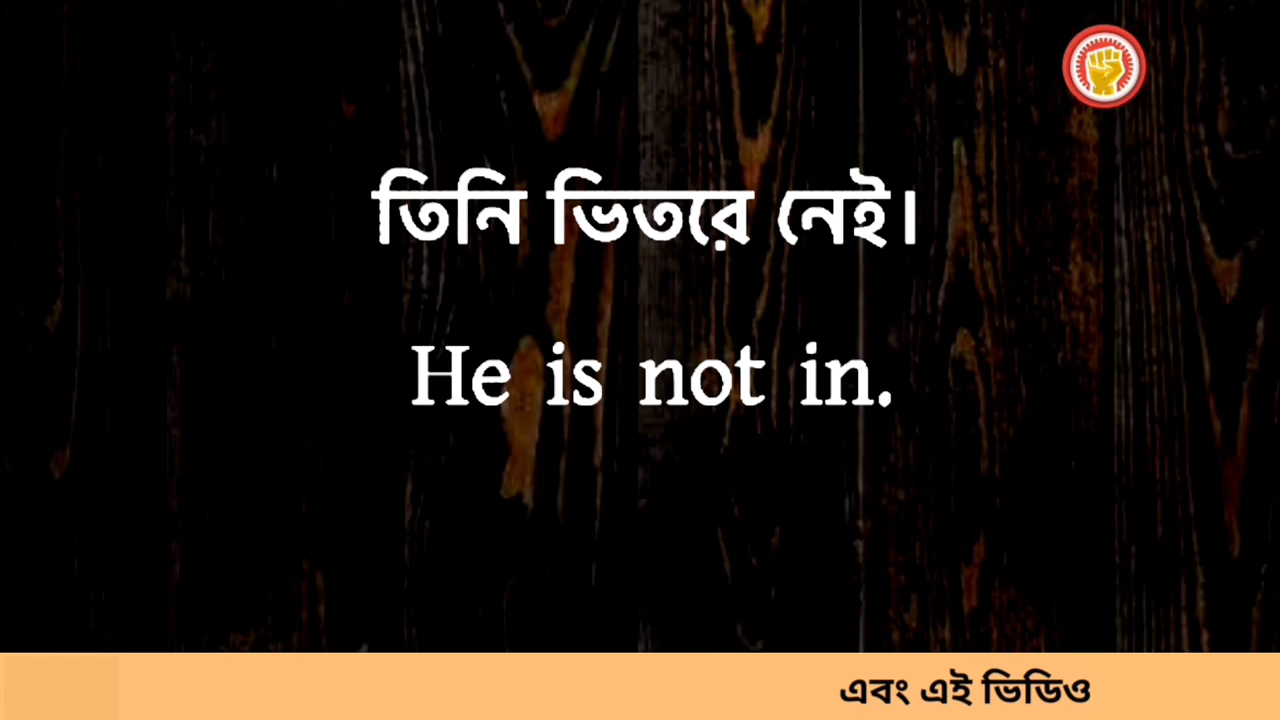 তিনি ভিতরে নেই।
He is not in.
এবং এই ভিডিও